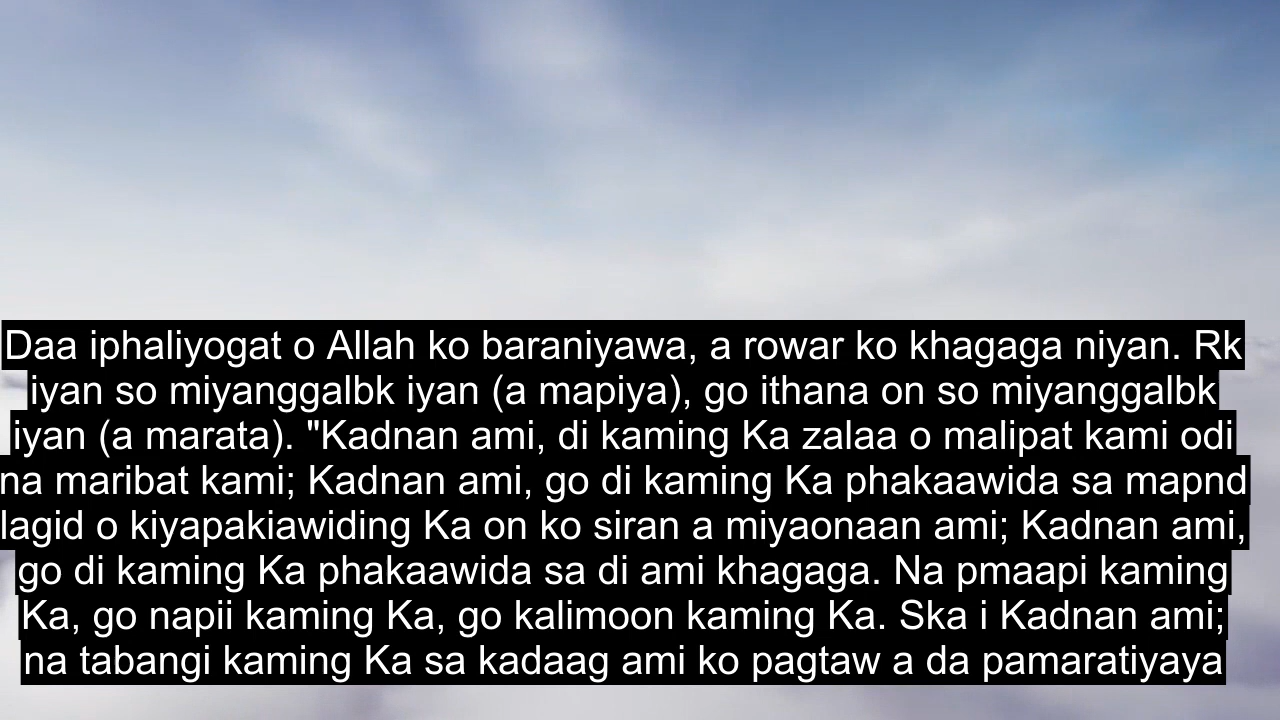 Daa iphaliyogat o Allah ko baraniyawa, a rowar ko khagaga niyan. Rk
iyan so miyanggalbk iyan (a mapiya), go ithana on so miyanggalbk
iyan (a marata). "Kadnan ami, di kaming Ka zalaa o malipat kami odi
na maribat kami; Kadnan ami, go di kaming Ka phakaawida sa mapnd
lagid o kiyapakiawiding Ka on ko siran a miyaonaan ami; Kadnan ami,
go di kaming Ka phakaawida sa di ami khagaga. Na pmaapi kaming
Ka, go napii kaming Ka, go kalimoon kaming Ka. Ska i Kadnan ami;
na tabangi kaming Ka sa kadaag ami ko pagtaw a da pamaratiyaya